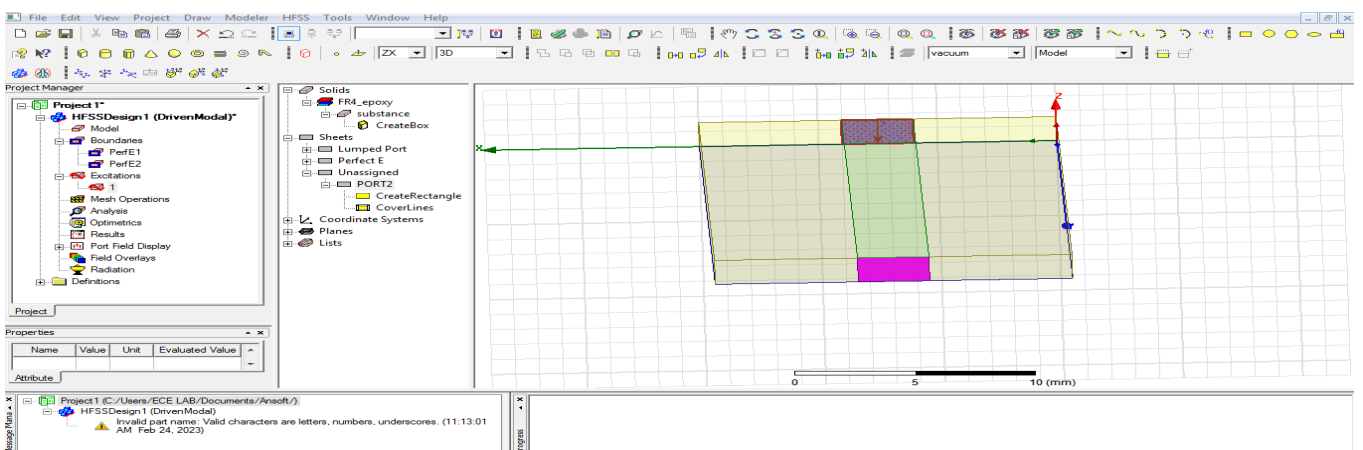 File Edit View Project Draw Modeler HFSS Tools Window Help
ZX 3D vacuum Model
Project Manager
Project1*
HFSSDesign1 (DrivenModal)*
Model
Boundaries
PerfE1
PerfE2
Excitations
1
Mesh Operations
Analysis
Optimetrics
Results
Port Field Display
Field Overlays
Radiation
Definitions
Project
Solids
FR4_epoxy
substance
CreateBox
Sheets
Lumped Port
Perfect E
Unassigned
PORT2
CreateRectangle
CoverLines
Coordinate Systems
Planes
Lists
Z
X
0 5 10 (mm)
Properties
Name Value Unit Evaluated Value
Attribute
Project1 (C:/Users/ECE LAB/Documents/Ansoft/)
HFSSDesign1 (DrivenModal)
Invalid part name: Valid characters are letters, numbers, underscores. (11:13:01
AM Feb 24, 2023)